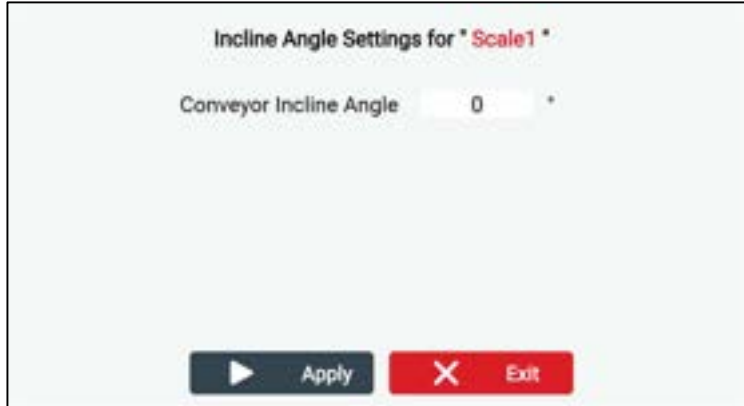 Incline Angle Settings for " Scale1 "
Conveyor Incline Angle 0 °
Apply Exit